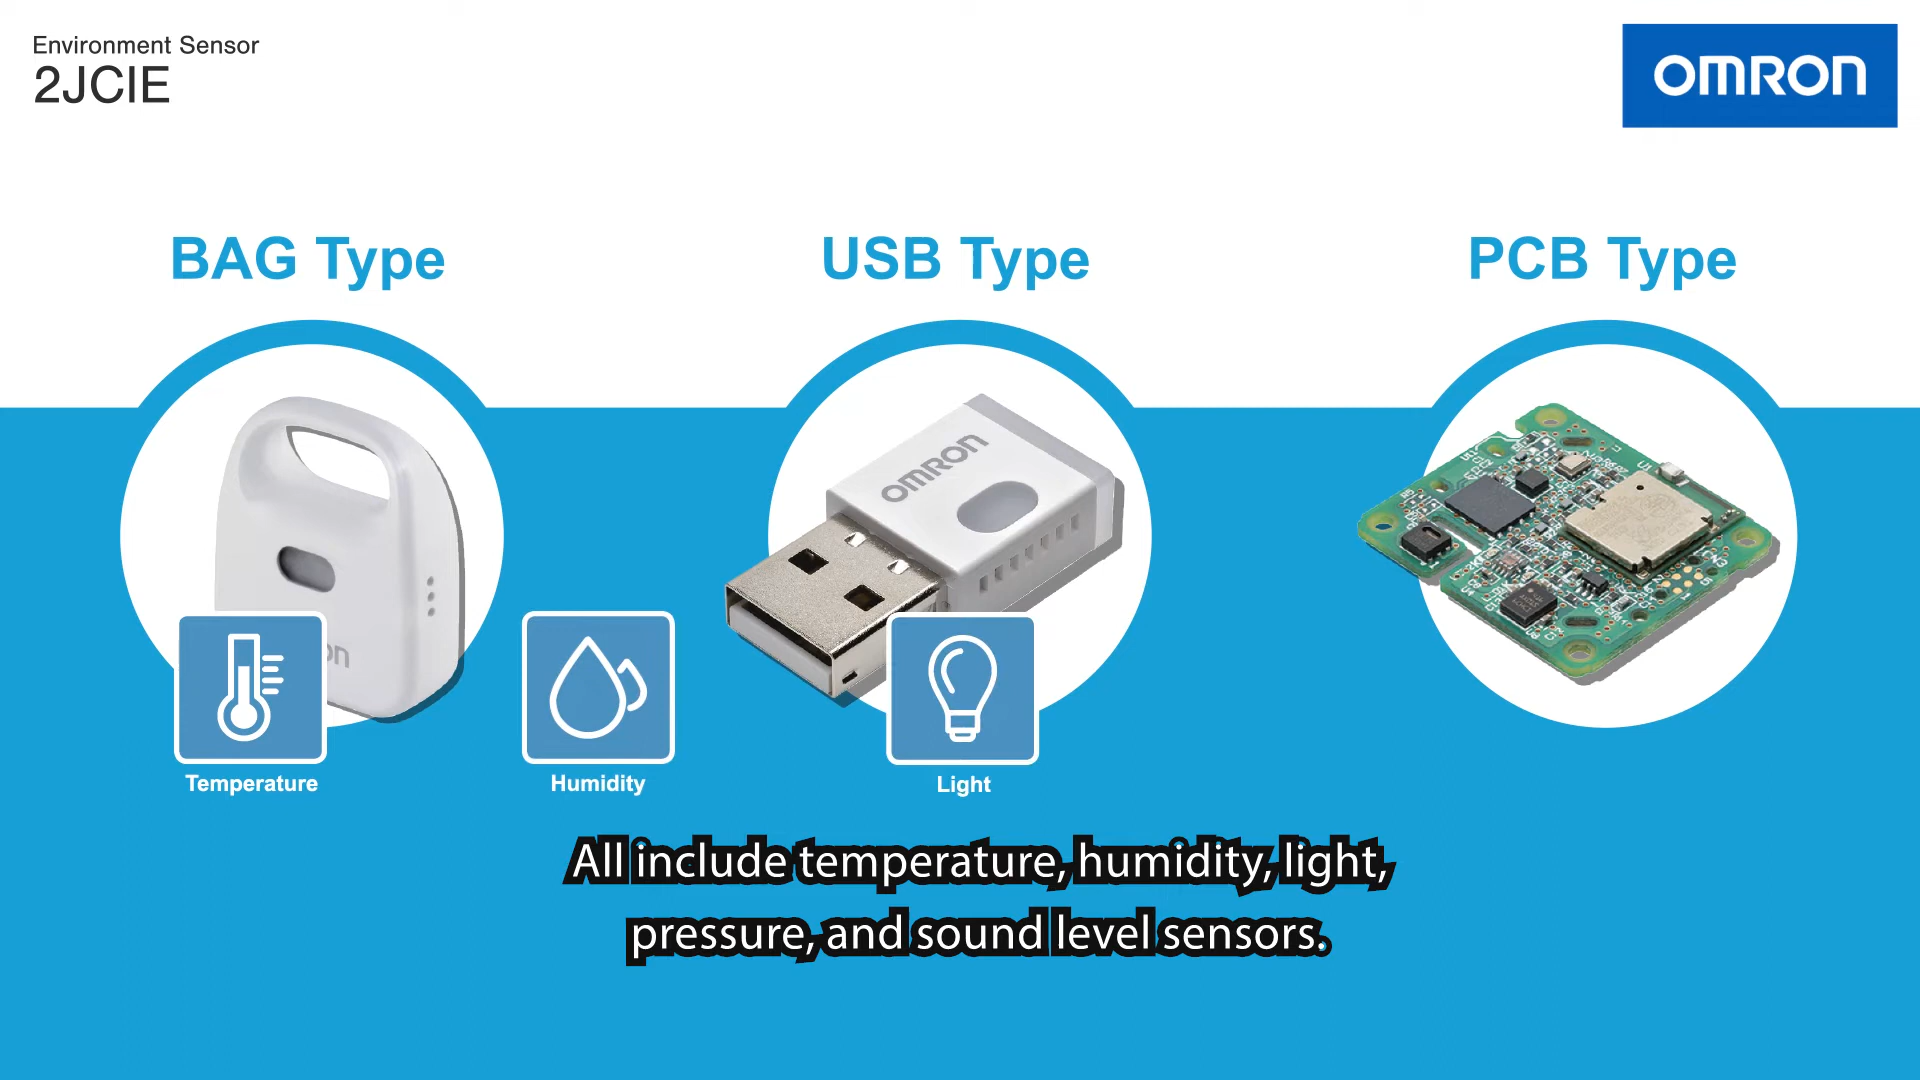 Environment Sensor
2JCIE
OMRON
BAG Type
USB Type
PCB Type
OMRON
Temperature
Humidity
Light
All include temperature, humidity, light,
pressure, and sound level sensors.